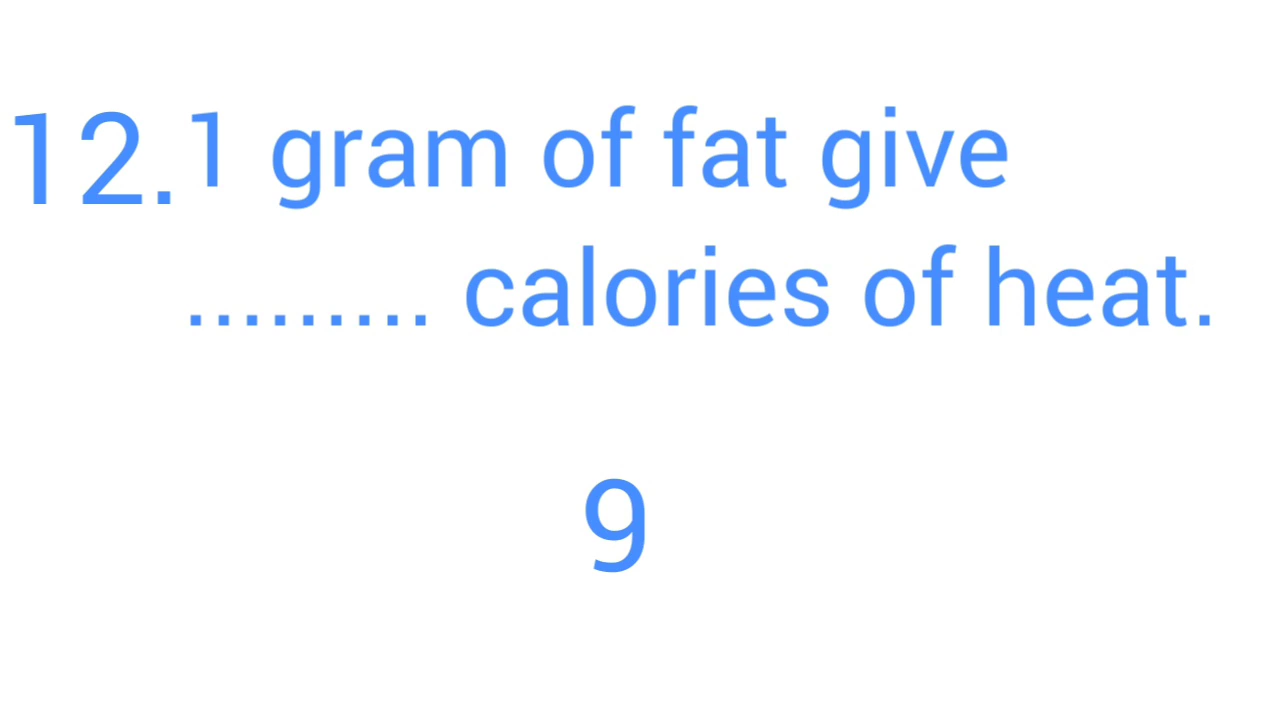 12.1 gram of fat give
......... calories of heat.
9